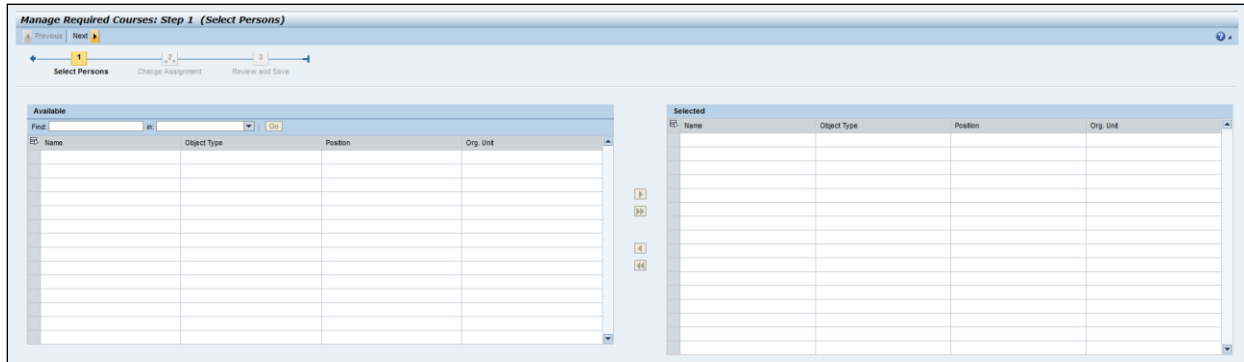 Manage Required Courses: Step 1 (Select Persons)
Previous Next
1 2 3
Select Persons Change Assignment Review and Save
Available
Find: in: Go
Name Object Type Position Org. Unit
Selected
Name Object Type Position Org. Unit